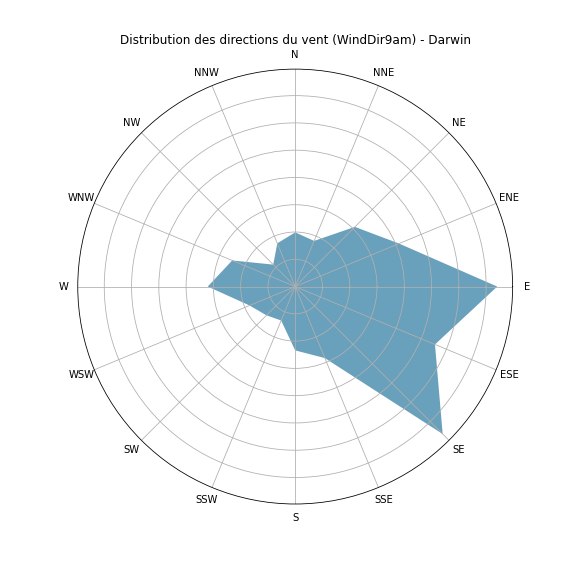 Distribution des directions du vent (WindDir9am) - Darwin
N
NNW
NNE
NW
NE
WNW
ENE
W
E
WSW
ESE
SW
SE
SSW
SSE
S